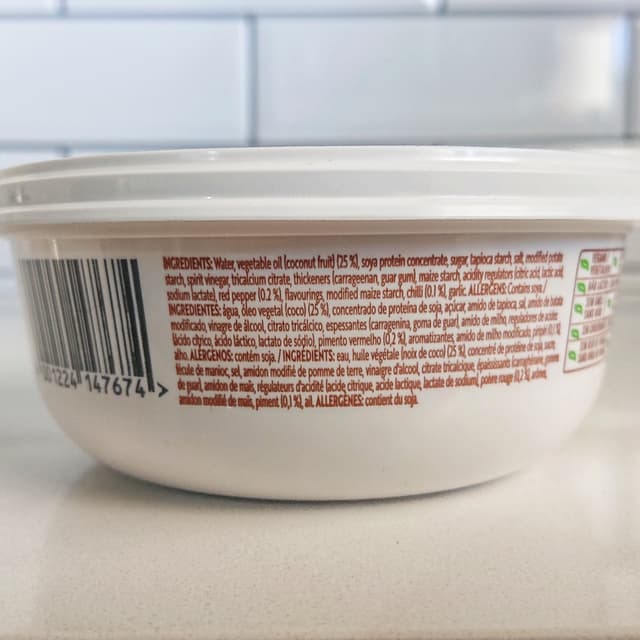 INGREDIENTS: Water, vegetable oil (coconut fruit) (25 %), soya protein concentrate, sugar, tapioca starch, salt, modified potato
starch, spirit vinegar, tricalcium citrate, thickeners (carrageenan, guar gum), maize starch, acidity regulators (citric acid, lactic acid,
sodium lactate), red pepper (0.2 %), flavourings, modified maize starch, chilli (0.1 %), garlic. ALLERGENS: Contains soya. /
INGREDIENTES: água, óleo vegetal (coco) (25 %), concentrado de proteína de soja, açúcar, amido de tapioca, sal, amido de batata
modificado, vinagre de álcool, citrato tricálcico, espessantes (carragenina, goma de guar), amido de milho, reguladores de acidez
(ácido cítrico, ácido láctico, lactato de sódio), pimento vermelho (0,2 %), aromatizantes, amido de milho modificado, piripiri (0,1 %),
alho. ALERGENOS: contém soja. / INGRÉDIENTS: eau, huile végétale (noix de coco) (25 %), concentré de protéine de soja, sucre,
fécule de manioc, sel, amidon modifié de pomme de terre, vinaigre d'alcool, citrate tricalcique, épaississants (carraghénane, gomme
de guar), amidon de maïs, régulateurs d'acidité (acide citrique, acide lactique, lactate de sodium), poivre rouge (0,2 %), arômes,
amidon modifié de maïs, piment (0,1 %), ail. ALLERGÈNES: contient du soja.
147674 >
VEGAN